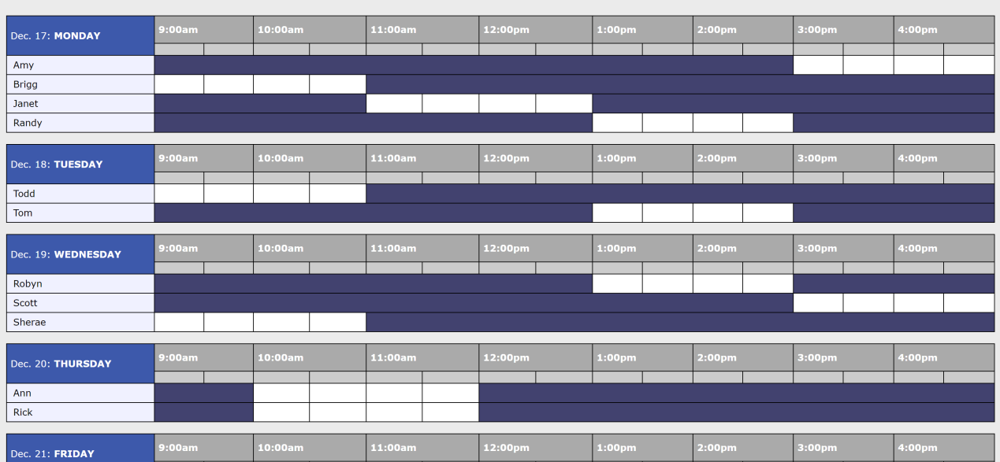 Dec. 17: MONDAY 9:00am 10:00am 11:00am 12:00pm 1:00pm 2:00pm 3:00pm 4:00pm
Amy
Brigg
Janet
Randy
Dec. 18: TUESDAY 9:00am 10:00am 11:00am 12:00pm 1:00pm 2:00pm 3:00pm 4:00pm
Todd
Tom
Dec. 19: WEDNESDAY 9:00am 10:00am 11:00am 12:00pm 1:00pm 2:00pm 3:00pm 4:00pm
Robyn
Scott
Sherae
Dec. 20: THURSDAY 9:00am 10:00am 11:00am 12:00pm 1:00pm 2:00pm 3:00pm 4:00pm
Ann
Rick
Dec. 21: FRIDAY 9:00am 10:00am 11:00am 12:00pm 1:00pm 2:00pm 3:00pm 4:00pm